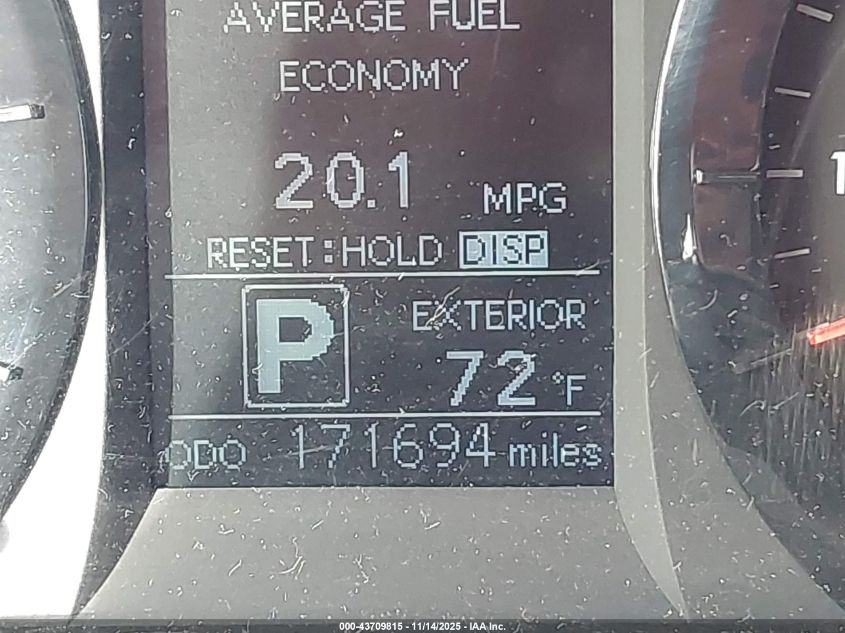 AVERAGE FUEL
ECONOMY
20.1 MPG
RESET:HOLD DISP
P
EXTERIOR
72 °F
ODO 171694 miles
1
000-43709815 - 11/14/2025 - IAA Inc.